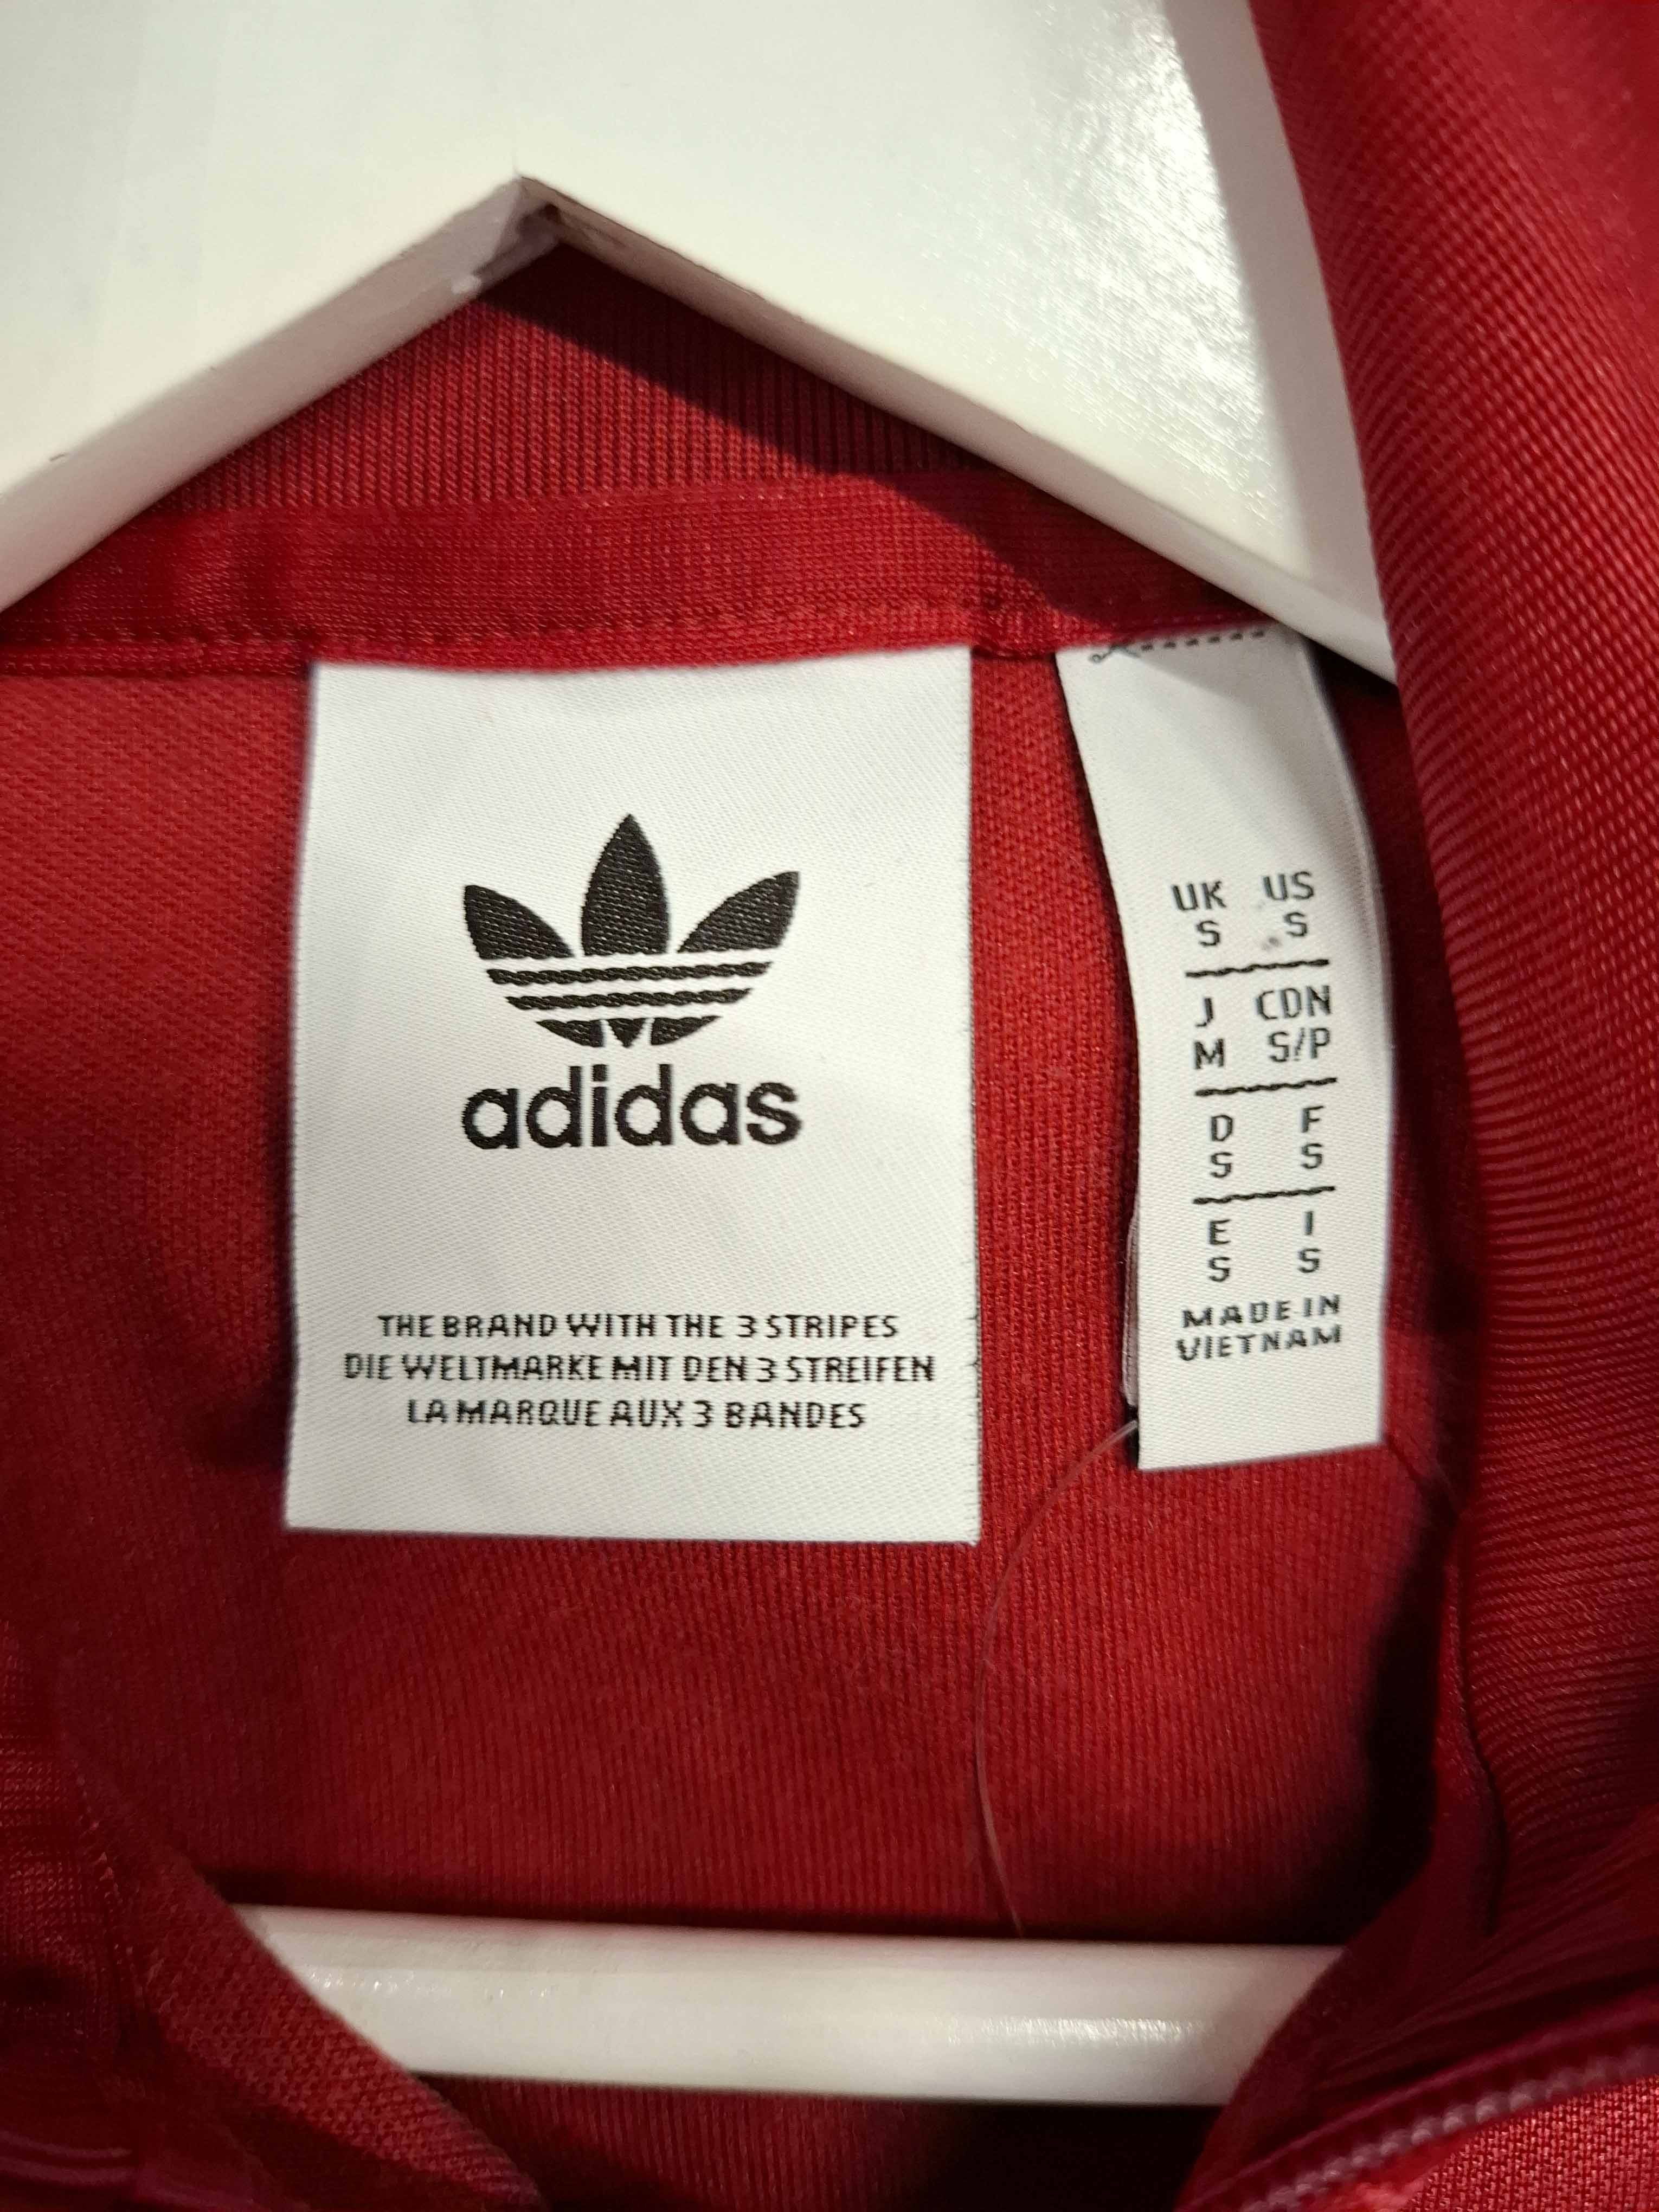 adidas
THE BRAND WITH THE 3 STRIPES
DIE WELTMARKE MIT DEN 3 STREIFEN
LA MARQUE AUX 3 BANDES
UK US
S S
J CDN
M S/P
D F
S S
E I
S S
MADE IN
VIETNAM